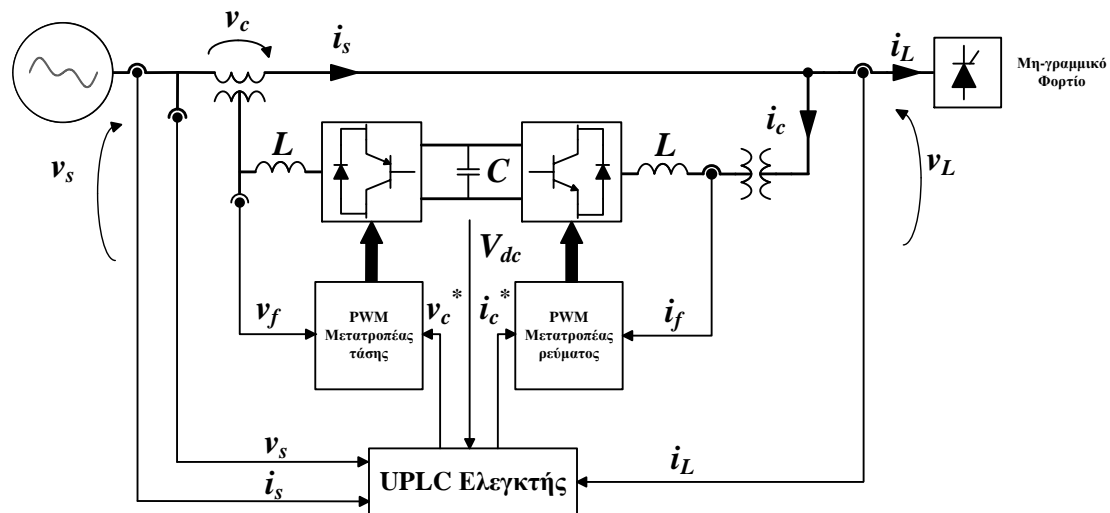 v_c
i_s
i_L
Μη-γραμμικό
Φορτίο
i_c
v_s
L
C
L
v_L
V_dc
v_f
PWM
Μετατροπέας
τάσης
v_c*
i_c*
PWM
Μετατροπέας
ρεύματος
i_f
v_s
i_s
UPLC Ελεγκτής
i_L